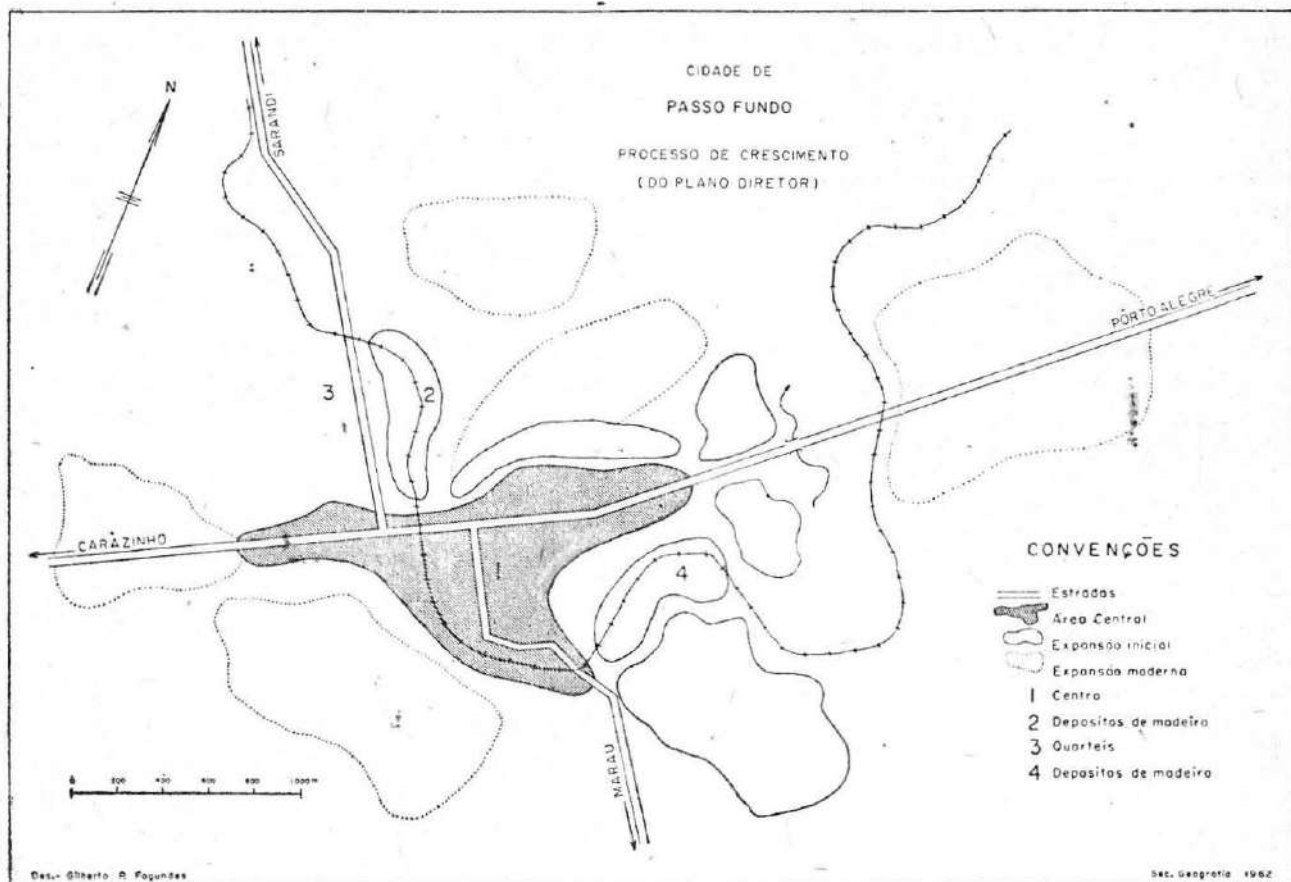 CIDADE DE
PASSO FUNDO
PROCESSO DE CRESCIMENTO
(DO PLANO DIRETOR)
N
SARANDI
PÔRTO ALEGRE
3
2
CARAZINHO
1
4
MARAU
CONVENÇÕES
Estradas
Área Central
Expansão inicial
Expansão moderna
1 Centro
2 Depositos de madeira
3 Quarteis
4 Depositos de madeira
0 200 400 600 800 1000 m
Des.- Gilberto R. Fagundes
Sec. Geografia 1962